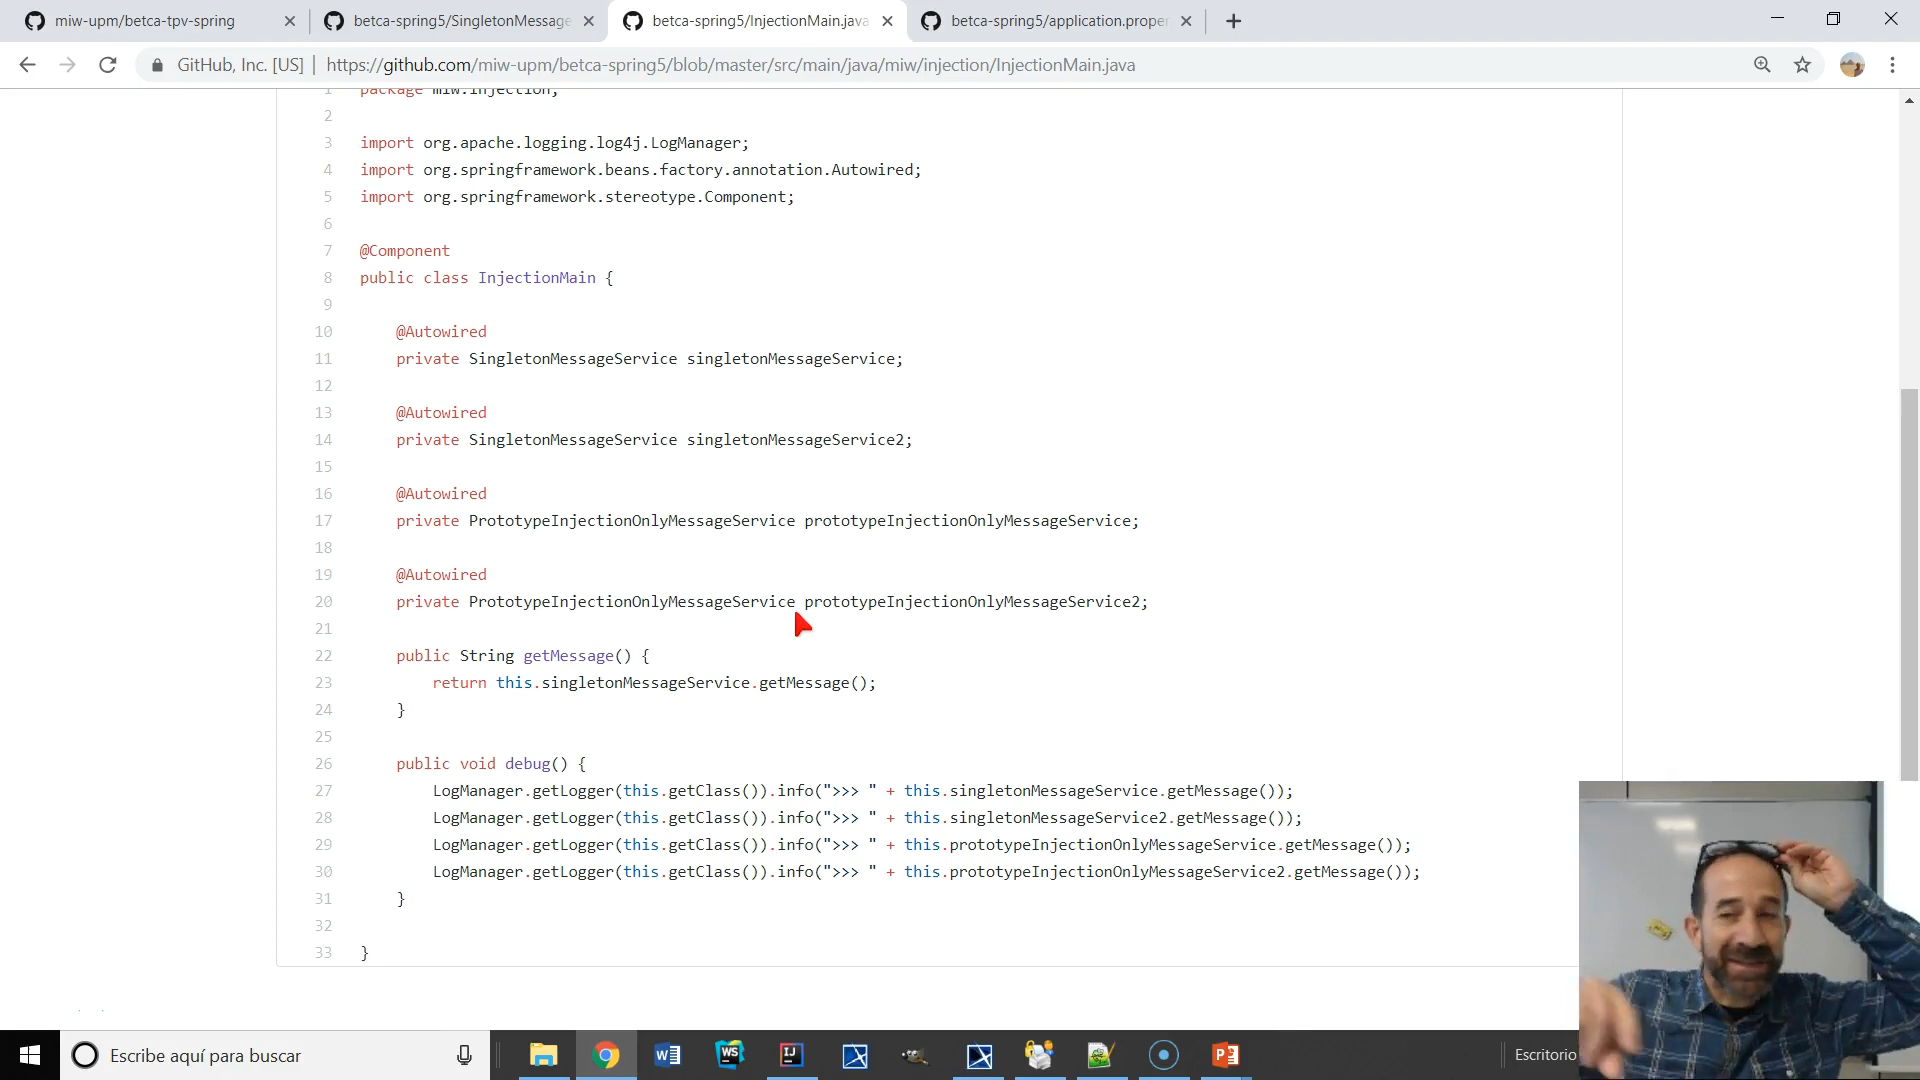 miw-upm/betca-tpv-spring
betca-spring5/SingletonMessage
betca-spring5/InjectionMain.java
betca-spring5/application.proper
GitHub, Inc. [US]
https://github.com/miw-upm/betca-spring5/blob/master/src/main/java/miw/injection/InjectionMain.java
1 package miw.injection;
2
3 import org.apache.logging.log4j.LogManager;
4 import org.springframework.beans.factory.annotation.Autowired;
5 import org.springframework.stereotype.Component;
6
7 @Component
8 public class InjectionMain {
9
10 @Autowired
11 private SingletonMessageService singletonMessageService;
12
13 @Autowired
14 private SingletonMessageService singletonMessageService2;
15
16 @Autowired
17 private PrototypeInjectionOnlyMessageService prototypeInjectionOnlyMessageService;
18
19 @Autowired
20 private PrototypeInjectionOnlyMessageService prototypeInjectionOnlyMessageService2;
21
22 public String getMessage() {
23 return this.singletonMessageService.getMessage();
24 }
25
26 public void debug() {
27 LogManager.getLogger(this.getClass()).info(">>> " + this.singletonMessageService.getMessage());
28 LogManager.getLogger(this.getClass()).info(">>> " + this.singletonMessageService2.getMessage());
29 LogManager.getLogger(this.getClass()).info(">>> " + this.prototypeInjectionOnlyMessageService.getMessage());
30 LogManager.getLogger(this.getClass()).info(">>> " + this.prototypeInjectionOnlyMessageService2.getMessage());
31 }
32
33 }
Escribe aquí para buscar
WS
IJ
Escritorio